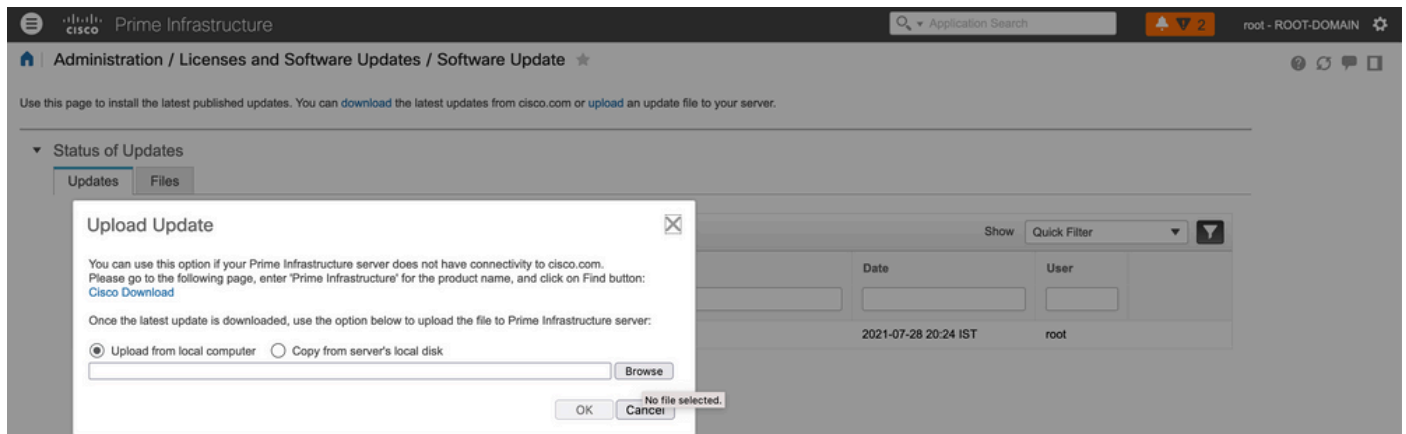 cisco Prime Infrastructure
Application Search
2
root - ROOT-DOMAIN
Administration / Licenses and Software Updates / Software Update
Use this page to install the latest published updates. You can download the latest updates from cisco.com or upload an update file to your server.
Status of Updates
Updates Files
Upload Update
You can use this option if your Prime Infrastructure server does not have connectivity to cisco.com.
Please go to the following page, enter 'Prime Infrastructure' for the product name, and click on Find button:
Cisco Download
Once the latest update is downloaded, use the option below to upload the file to Prime Infrastructure server:
Upload from local computer Copy from server's local disk
Browse
No file selected.
OK Cancel
Show Quick Filter
Date User
2021-07-28 20:24 IST root